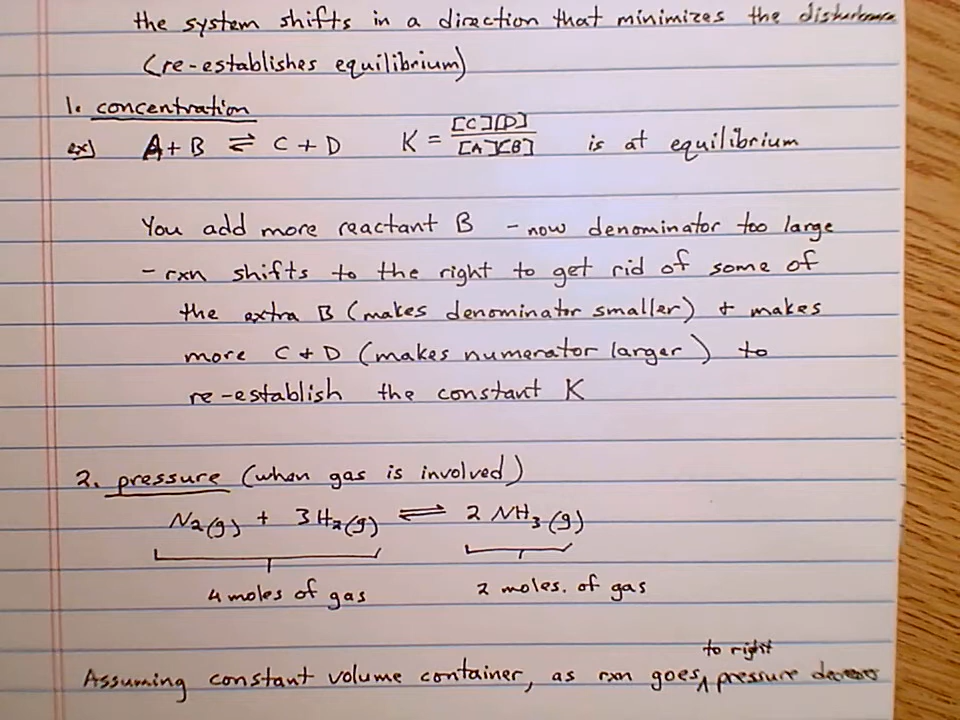 the system shifts in a direction that minimizes the disturbance
(re-establishes equilibrium)
1. concentration
ex) A + B ⇌ C + D K = [C][D] / [A][B] is at equilibrium
You add more reactant B - now denominator too large
- rxn shifts to the right to get rid of some of
the extra B (makes denominator smaller) + makes
more C + D (makes numerator larger) to
re-establish the constant K
2. pressure (when gas is involved)
N₂(g) + 3H₂(g) ⇌ 2 NH₃(g)
4 moles of gas 2 moles. of gas
to right
Assuming constant volume container, as rxn goes ^ pressure decreases